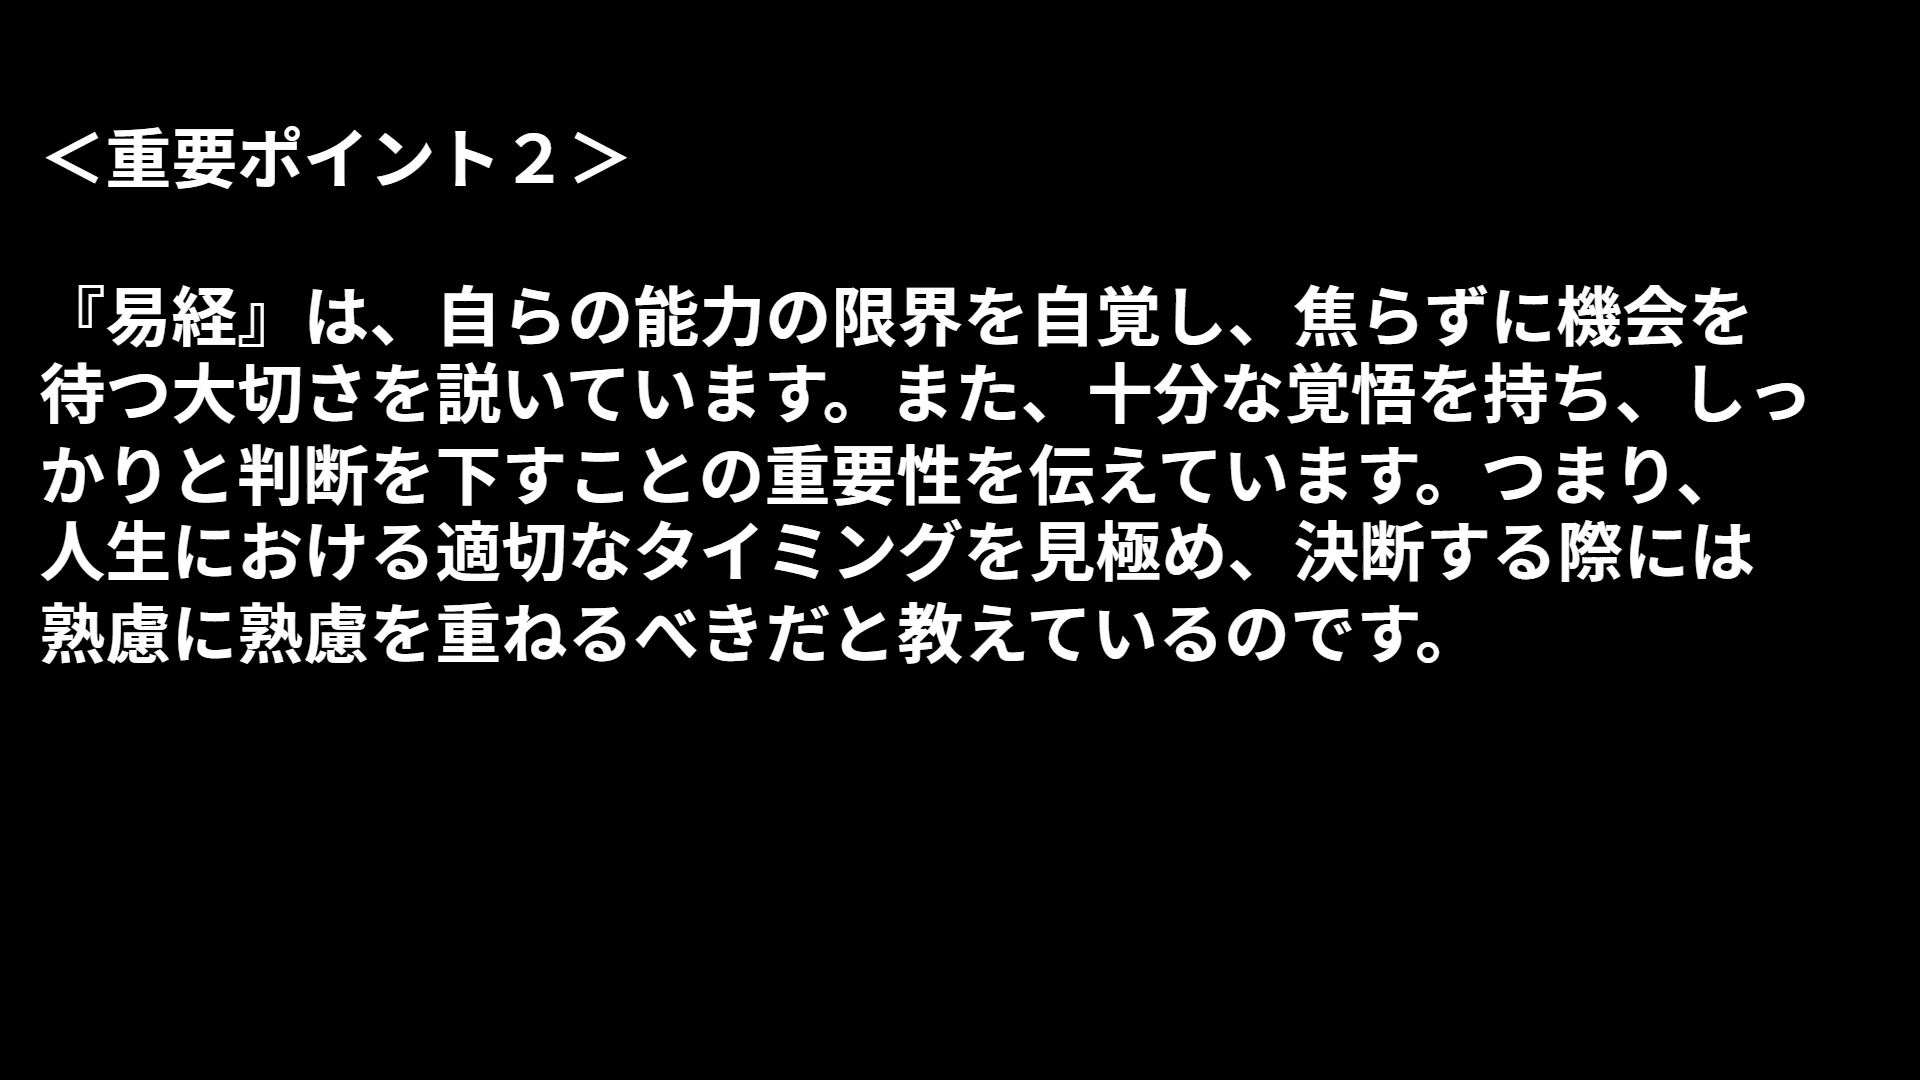 ＜重要ポイント２＞
『易経』は、自らの能力の限界を自覚し、焦らずに機会を
待つ大切さを説いています。また、十分な覚悟を持ち、しっ
かりと判断を下すことの重要性を伝えています。つまり、
人生における適切なタイミングを見極め、決断する際には
熟慮に熟慮を重ねるべきだと教えているのです。